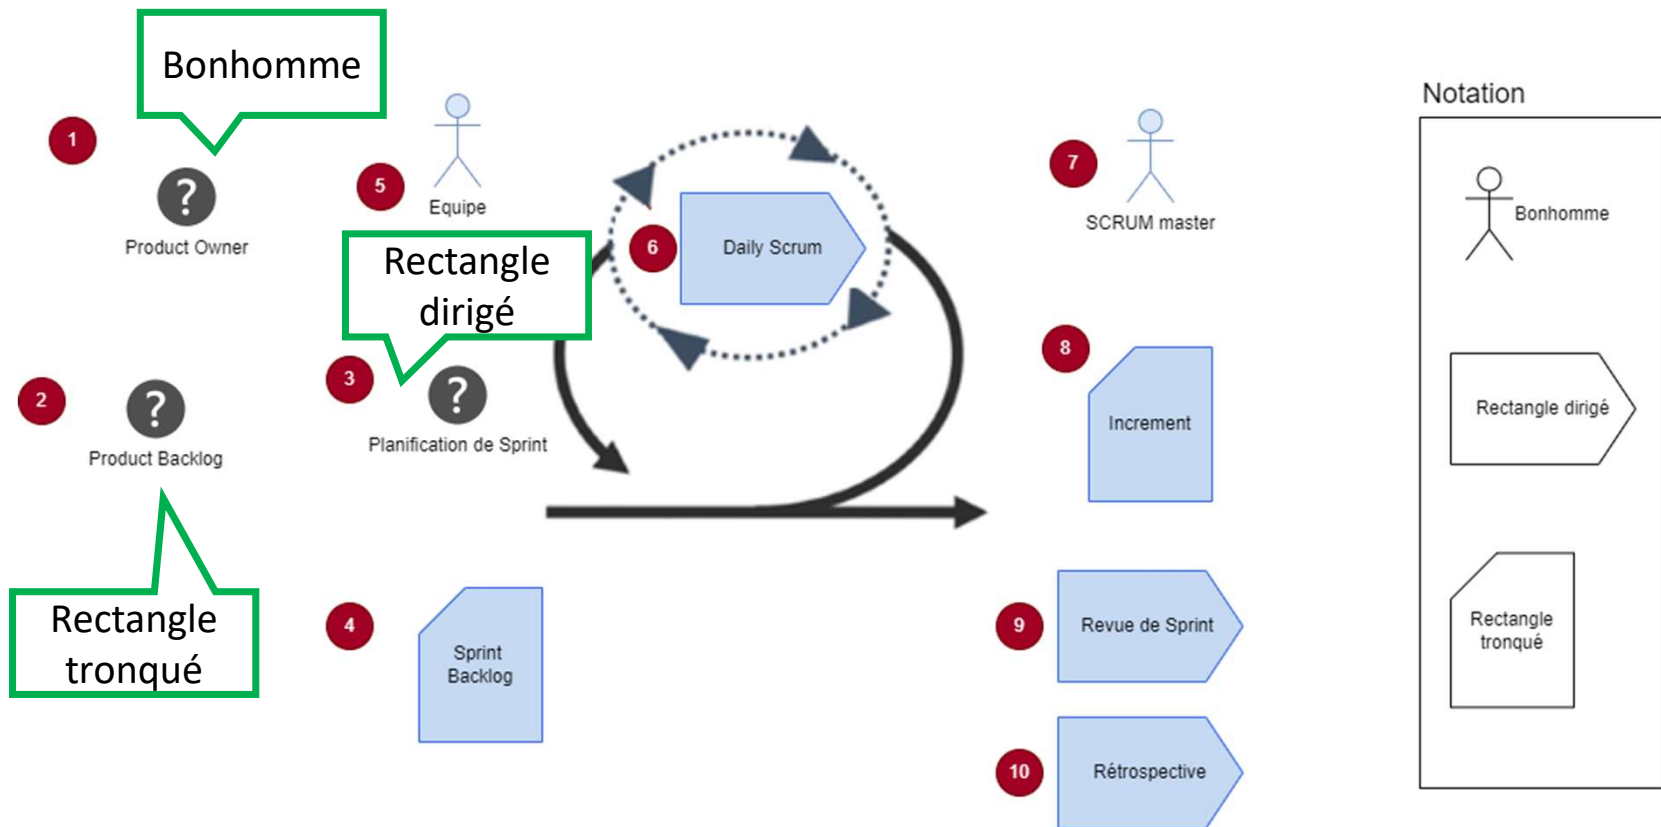 Bonhomme
1
?
Product Owner
5
Equipe
6
Daily Scrum
7
SCRUM master
Rectangle
dirigé
2
?
Product Backlog
3
?
Planification de Sprint
8
Increment
Rectangle
tronqué
4
Sprint
Backlog
9
Revue de Sprint
10
Rétrospective
Notation
Bonhomme
Rectangle dirigé
Rectangle
tronqué